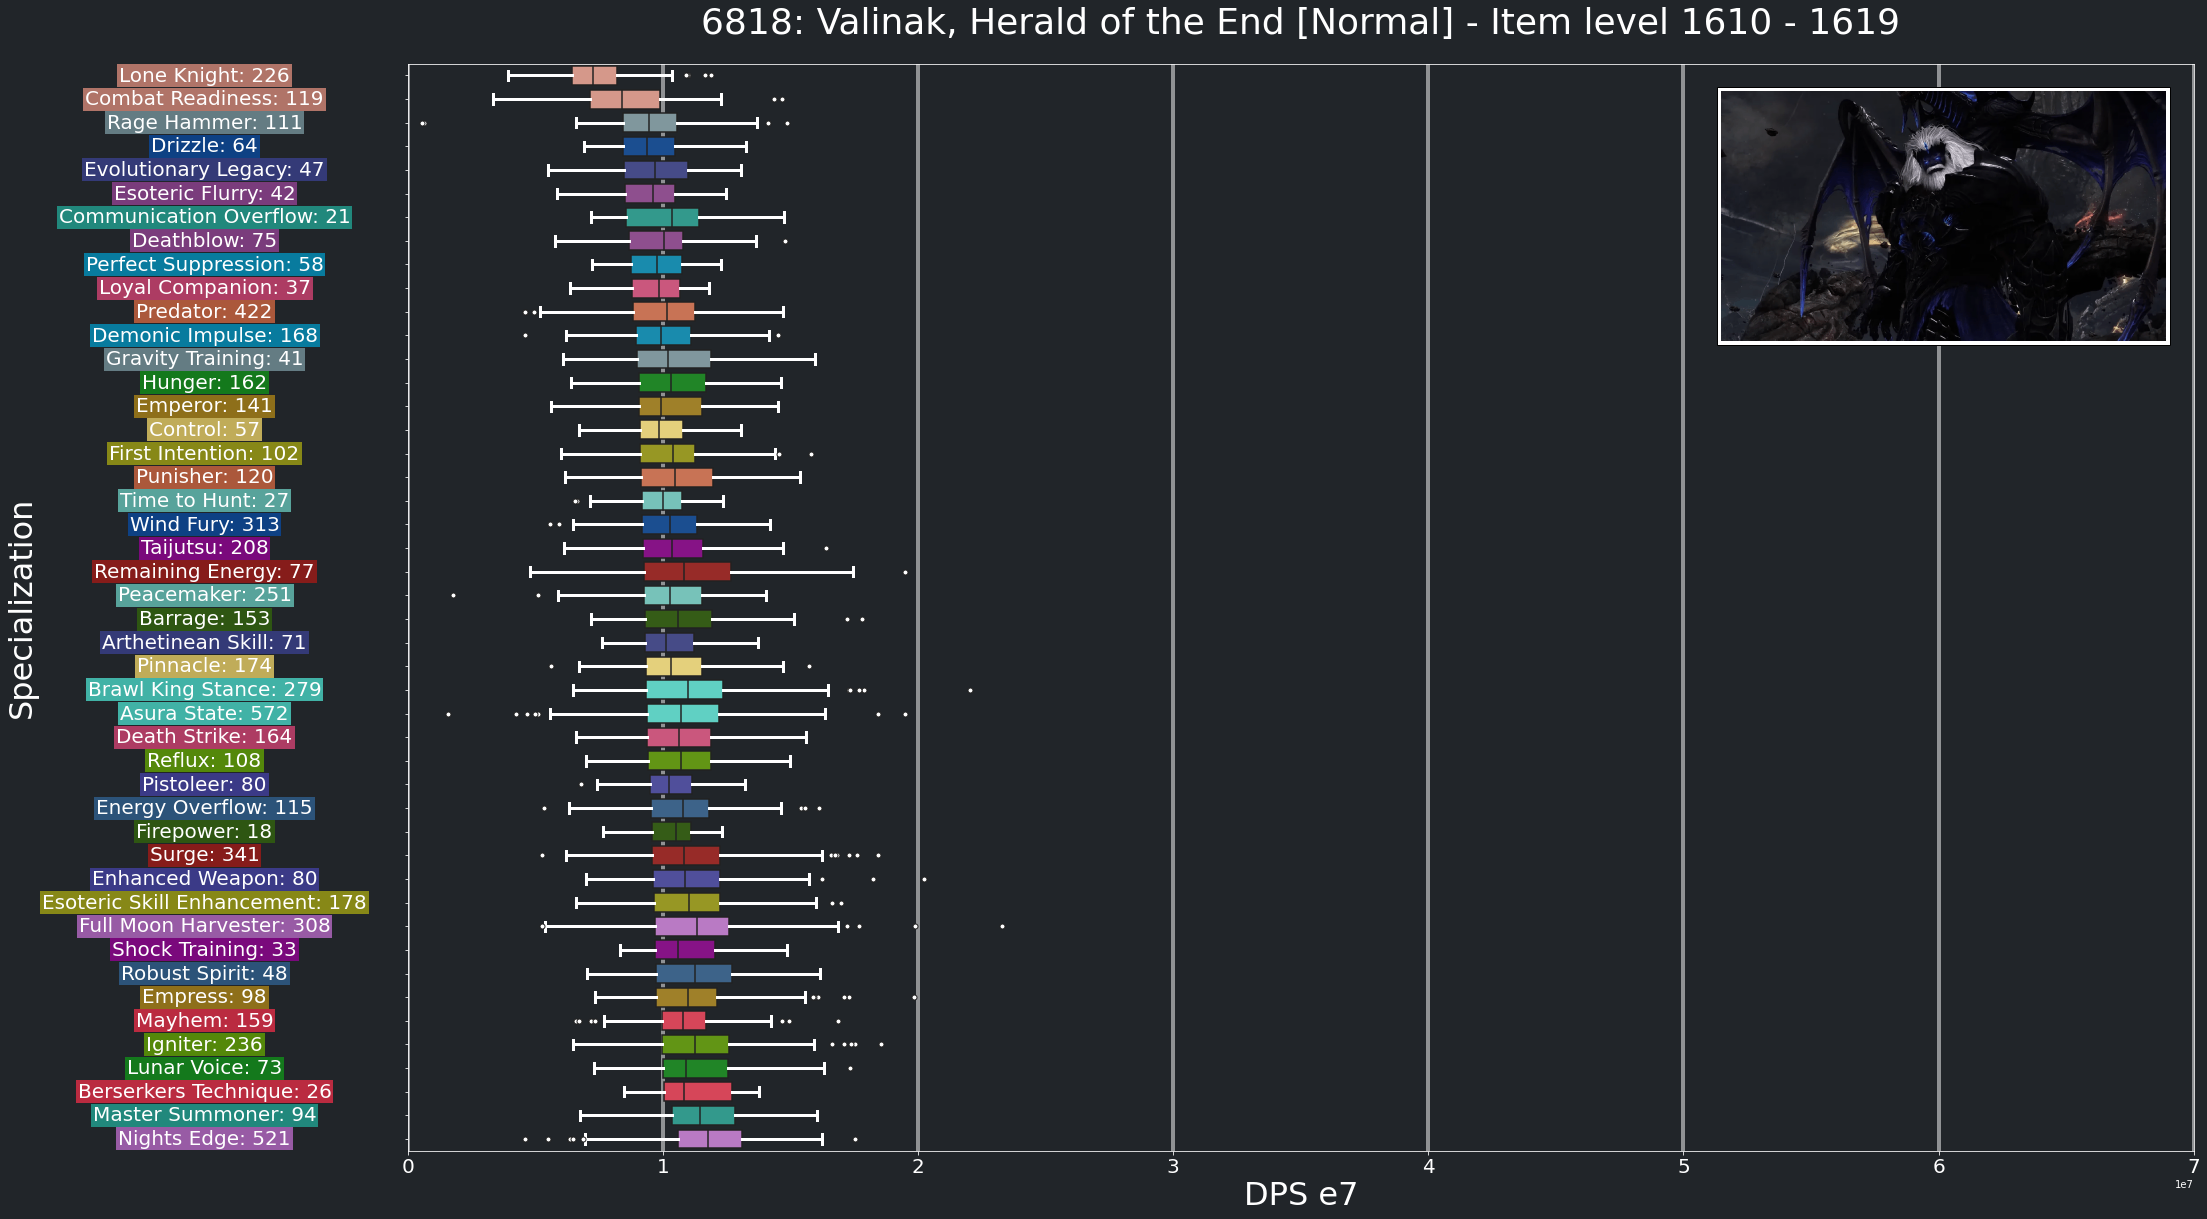 6818: Valinak, Herald of the End [Normal] - Item level 1610 - 1619
Lone Knight: 226
Combat Readiness: 119
Rage Hammer: 111
Drizzle: 64
Evolutionary Legacy: 47
Esoteric Flurry: 42
Communication Overflow: 21
Deathblow: 75
Perfect Suppression: 58
Loyal Companion: 37
Predator: 422
Demonic Impulse: 168
Gravity Training: 41
Hunger: 162
Emperor: 141
Control: 57
First Intention: 102
Punisher: 120
Time to Hunt: 27
Wind Fury: 313
Taijutsu: 208
Remaining Energy: 77
Peacemaker: 251
Barrage: 153
Arthetinean Skill: 71
Pinnacle: 174
Brawl King Stance: 279
Asura State: 572
Death Strike: 164
Reflux: 108
Pistoleer: 80
Energy Overflow: 115
Firepower: 18
Surge: 341
Enhanced Weapon: 80
Esoteric Skill Enhancement: 178
Full Moon Harvester: 308
Shock Training: 33
Robust Spirit: 48
Empress: 98
Mayhem: 159
Igniter: 236
Lunar Voice: 73
Berserkers Technique: 26
Master Summoner: 94
Nights Edge: 521
Specialization
0 1 2 3 4 5 6 7
1e7
DPS e7